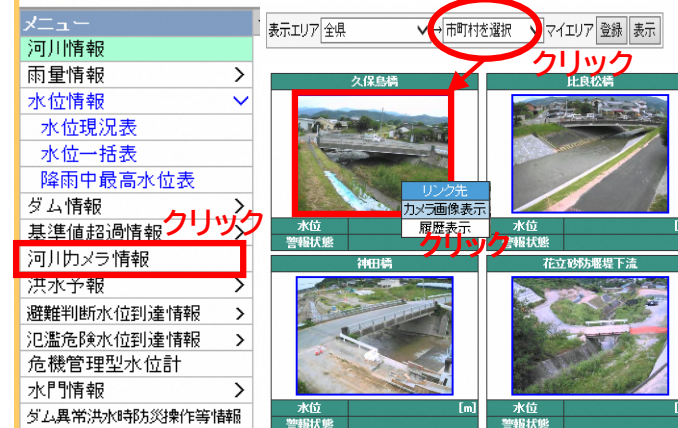 メニュー
河川情報
雨量情報
水位情報
水位現況表
水位一括表
降雨中最高水位表
ダム情報
基準値超過情報
クリック
河川カメラ情報
洪水予報
避難判断水位到達情報
氾濫危険水位到達情報
危機管理型水位計
水門情報
ダム異常洪水時防災操作等情報
表示エリア 全県 → 市町村を選択 マイエリア 登録 表示
クリック
久保島橋
比良松橋
リンク先
カメラ画像表示
履歴表示
クリック
水位
警報状態
水位
警報状態
神田橋
花立砂防堰堤下流
水位 [m]
警報状態
水位
警報状態